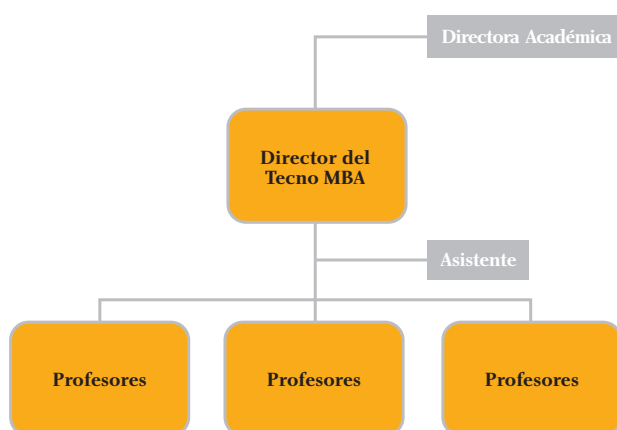 Directora Académica
Director del
Tecno MBA
Asistente
Profesores
Profesores
Profesores